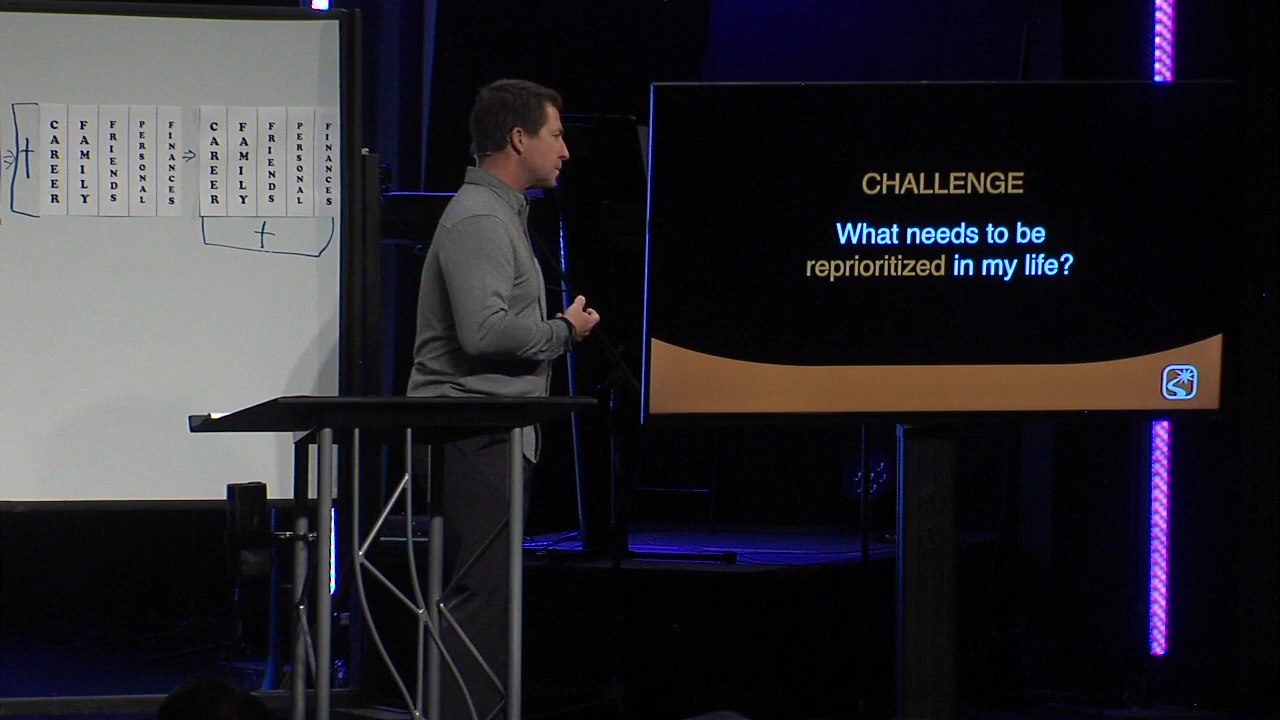 CAREER
FAMILY
FRIENDS
PERSONAL
FINANCES
CAREER
FAMILY
FRIENDS
PERSONAL
FINANCES
CHALLENGE
What needs to be
reprioritized in my life?